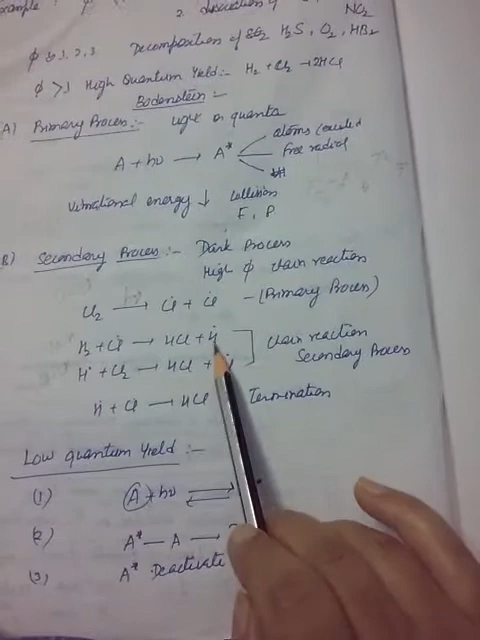 example
2. dissociation of
NO2
Φ is 1, 2, 3 Decomposition of SO2 H2S, O2, HBr
Φ >1 High Quantum Yield:- H2 + Cl2 → 2HCl
Bodenstein:-
(A) Primary Process:- Light or quanta
A + hν → A* atoms excited
free radial
Vibrational energy ↓ Collision
F, P
B) Secondary Process:- Dark Process
High Φ chain reaction
Cl2 → Cl + Cl - (Primary Process)
H2 + Cl → HCl + H
H + Cl2 → HCl + Chain reaction
Secondary Process
H + Cl → HCl Termination
Low quantum Yield:-
(1) A + hν ⇌
(2) A* — A →
(3) A* Deactivate